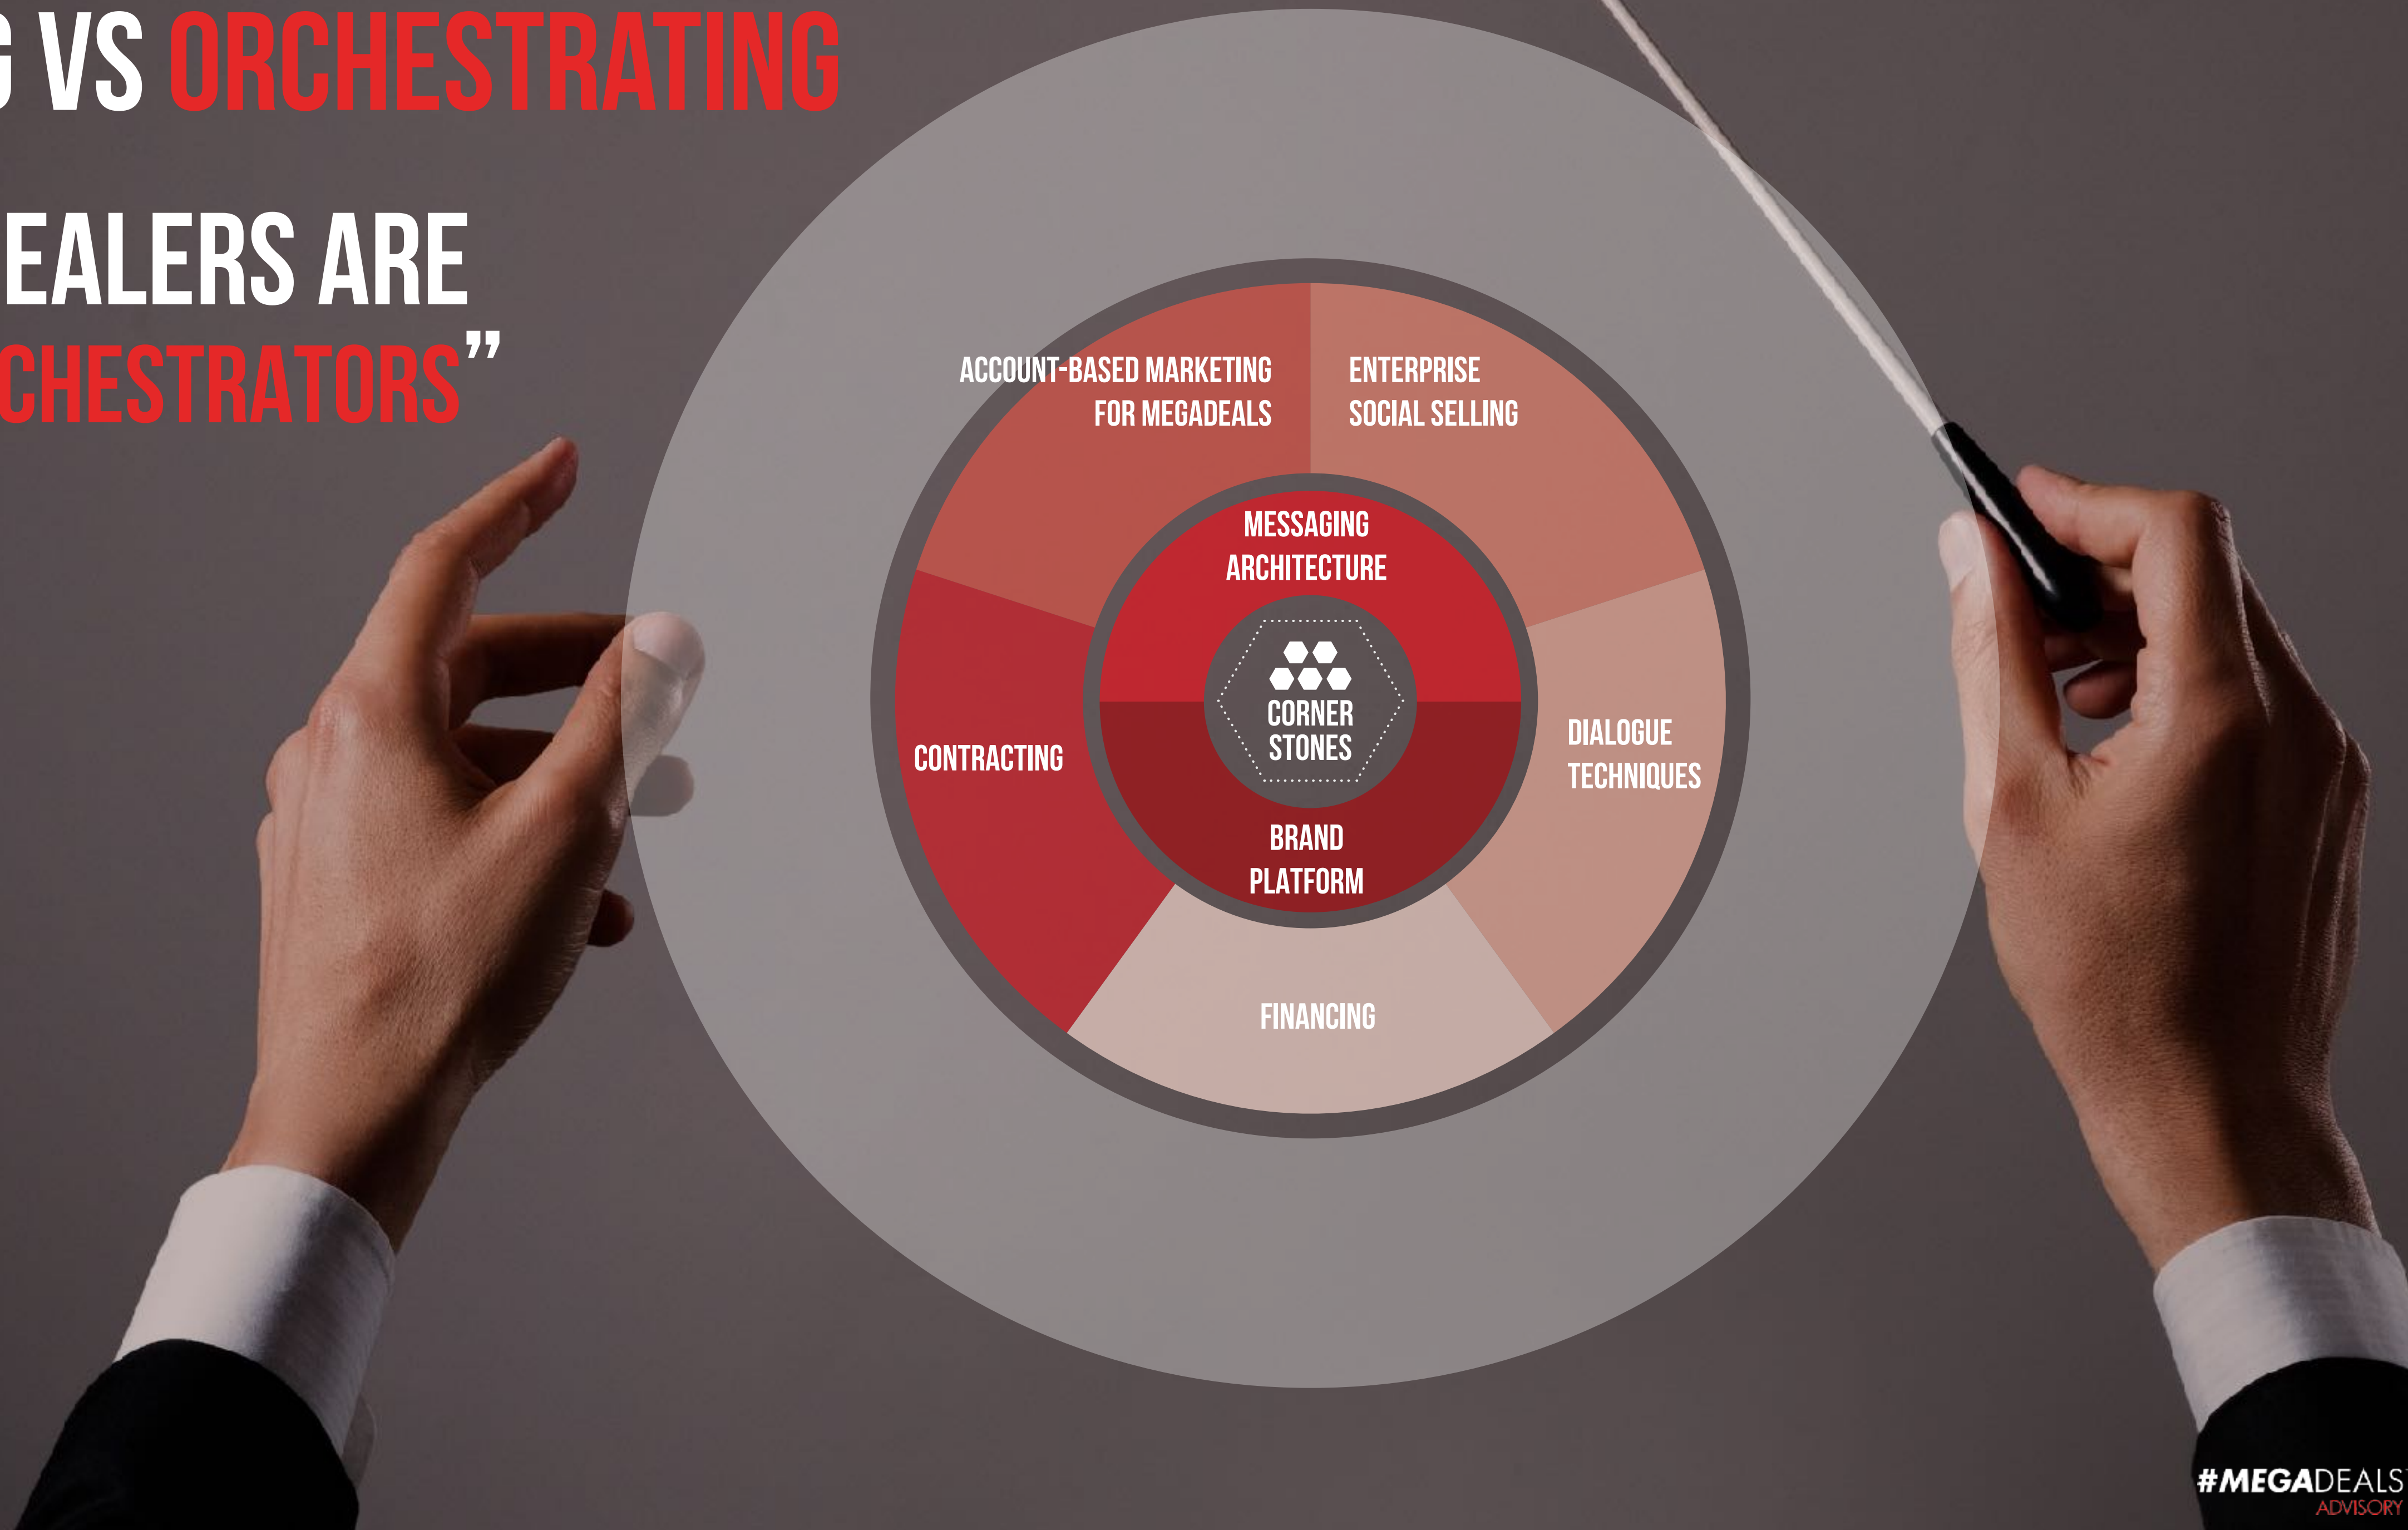 VS ORCHESTRATING
EALERS ARE
CHESTRATORS”
ACCOUNT-BASED MARKETING
FOR MEGADEALS
ENTERPRISE
SOCIAL SELLING
MESSAGING
ARCHITECTURE
CORNER
STONES
CONTRACTING
DIALOGUE
TECHNIQUES
BRAND
PLATFORM
FINANCING
#MEGADEALS
ADVISORY